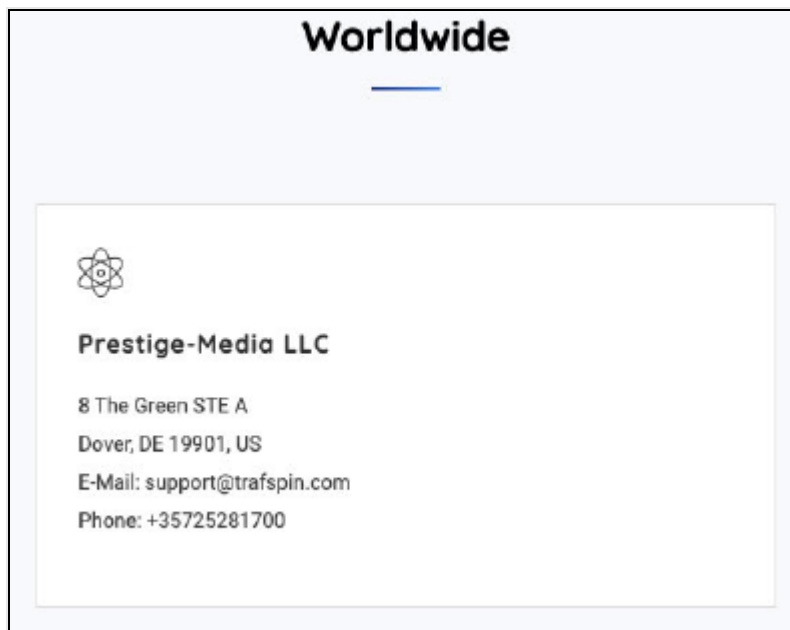 Worldwide
Prestige-Media LLC
8 The Green STE A
Dover, DE 19901, US
E-Mail: support@trafspin.com
Phone: +35725281700